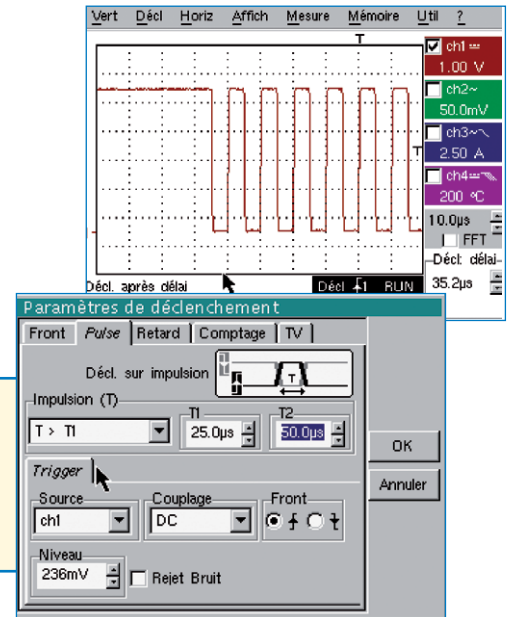 Vert Décl Horiz Affich Mesure Mémoire Util ?
T
ch1
1.00 V
ch2~
50.0mV
ch3~
T
2.50 A
ch4
200 °C
10.0µs
FFT
Décl: délai
35.2µs
Décl. après délai
Décl 1 RUN
Paramètres de déclenchement
Front Pulse Retard Comptage TV
Décl. sur impulsion
T
Impulsion (T)
T1 T2
T > T1 25.0µs 50.0µs
OK
Trigger
Annuler
Source Couplage Front
ch1 DC
Niveau
236mV Rejet Bruit